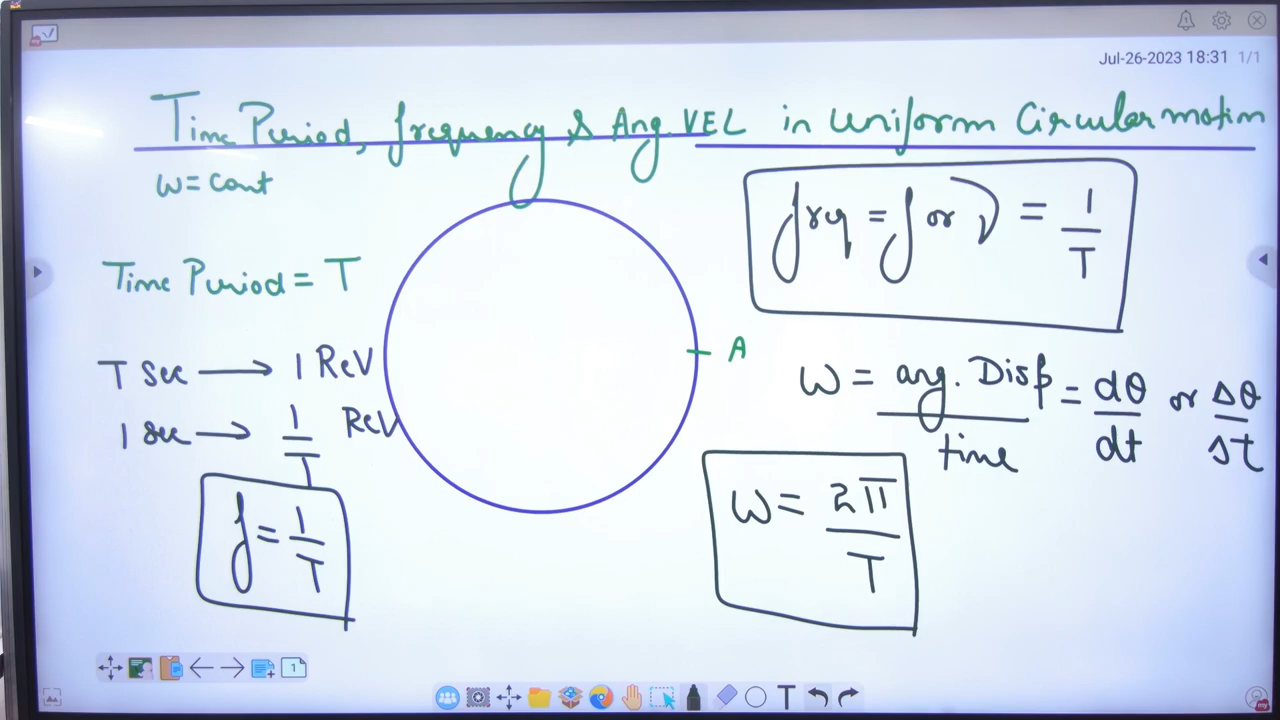 Jul-26-2023 18:31 1/1
Time Period, frequency & Ang. VEL in Uniform Circular motion
ω = cont
freq = f or ν = 1/T
Time Period = T
A
T Sec → 1 ReV
ω = ang. Disp/time = dθ/dt or Δθ/Δt
1 sec → 1/T ReV
f = 1/T
ω = 2π/T
1
T